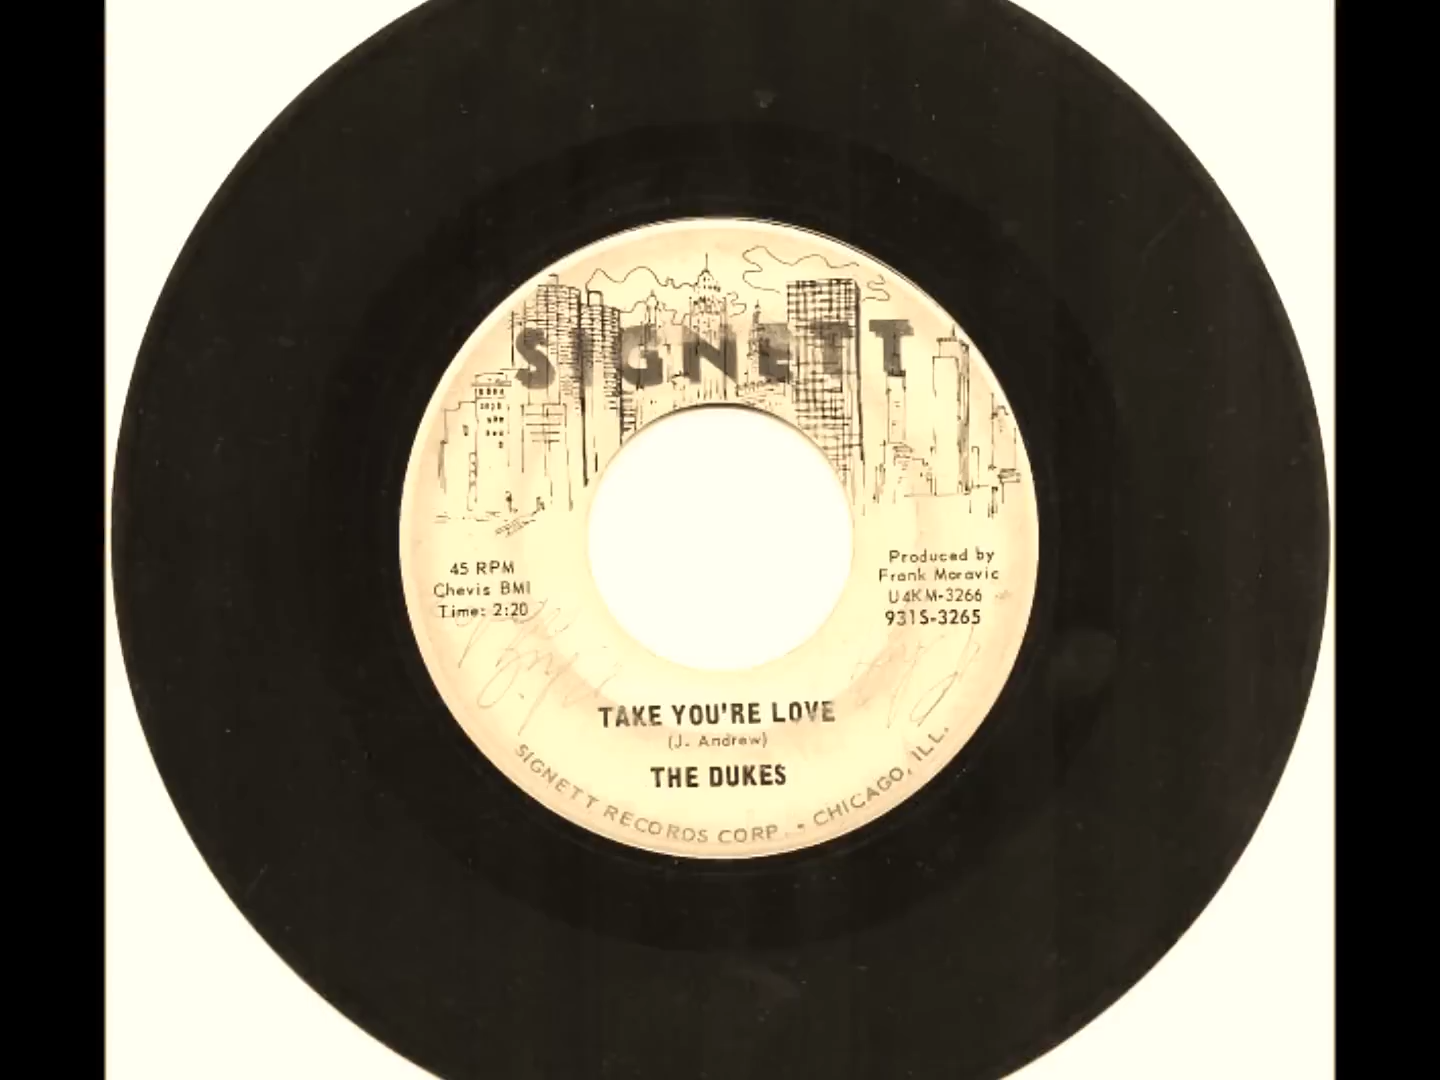 SIGNETT
45 RPM
Chevis BMI
Time: 2:20
Produced by
Frank Moravic
U4KM-3266
931S-3265
TAKE YOU'RE LOVE
(J. Andrew)
THE DUKES
SIGNETT RECORDS CORP. • CHICAGO, ILL.